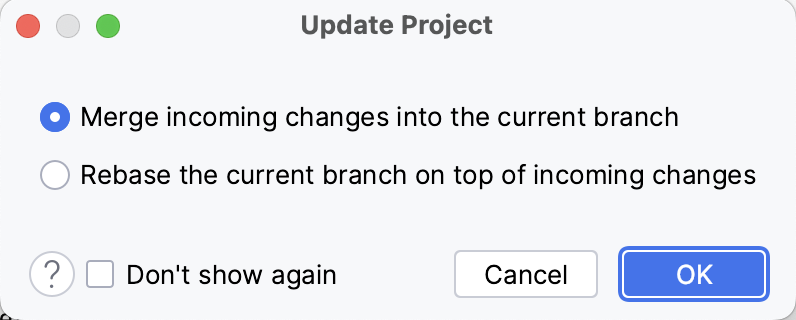 Update Project
Merge incoming changes into the current branch
Rebase the current branch on top of incoming changes
? Don't show again Cancel OK